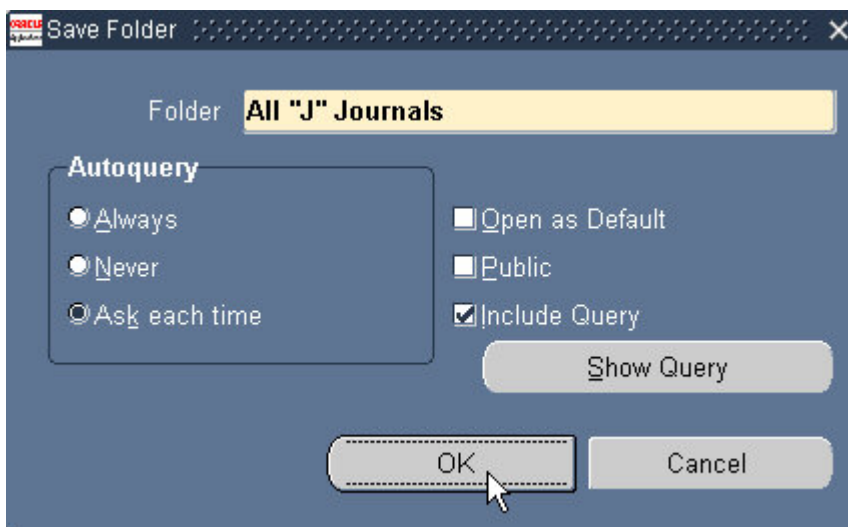 ORACLE
Save Folder
Folder All "J" Journals
Autoquery
Always
Open as Default
Never
Public
Ask each time
Include Query
Show Query
OK
Cancel